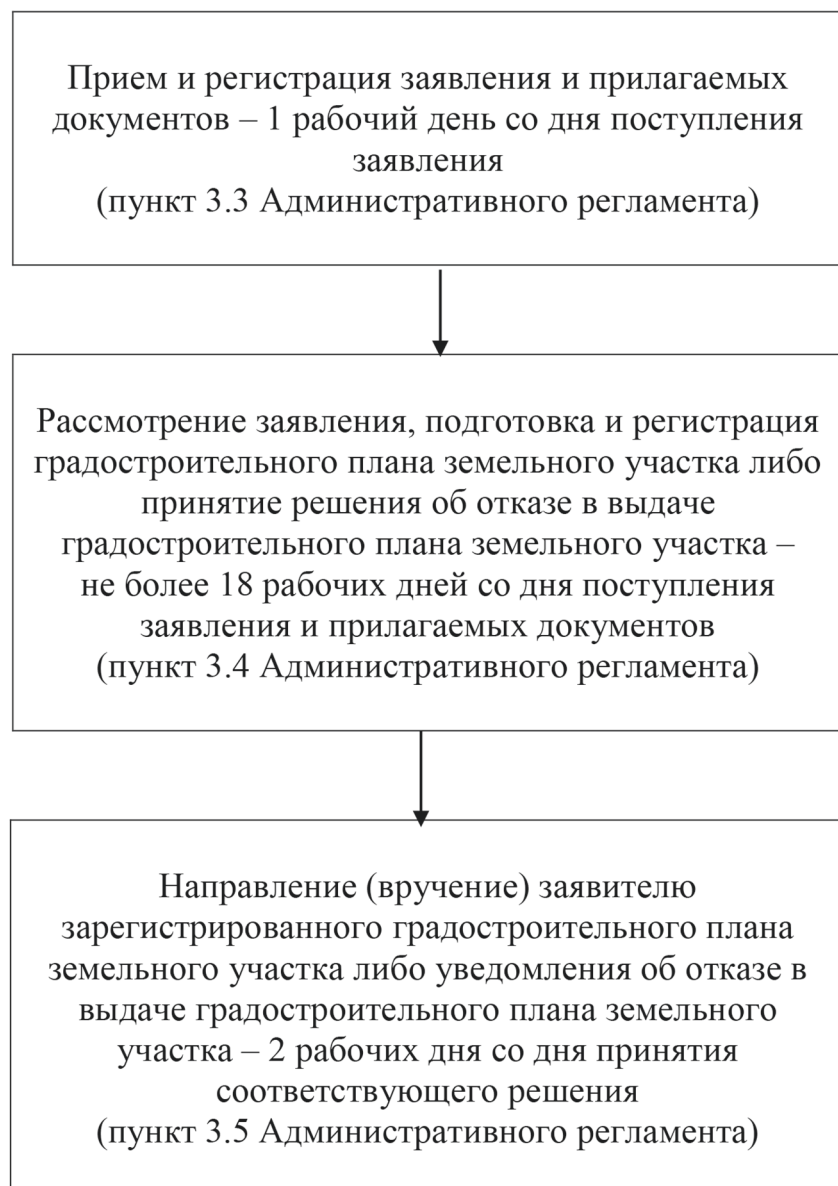 Прием и регистрация заявления и прилагаемых
документов – 1 рабочий день со дня поступления
заявления
(пункт 3.3 Административного регламента)
Рассмотрение заявления, подготовка и регистрация
градостроительного плана земельного участка либо
принятие решения об отказе в выдаче
градостроительного плана земельного участка –
не более 18 рабочих дней со дня поступления
заявления и прилагаемых документов
(пункт 3.4 Административного регламента)
Направление (вручение) заявителю
зарегистрированного градостроительного плана
земельного участка либо уведомления об отказе в
выдаче градостроительного плана земельного
участка – 2 рабочих дня со дня принятия
соответствующего решения
(пункт 3.5 Административного регламента)